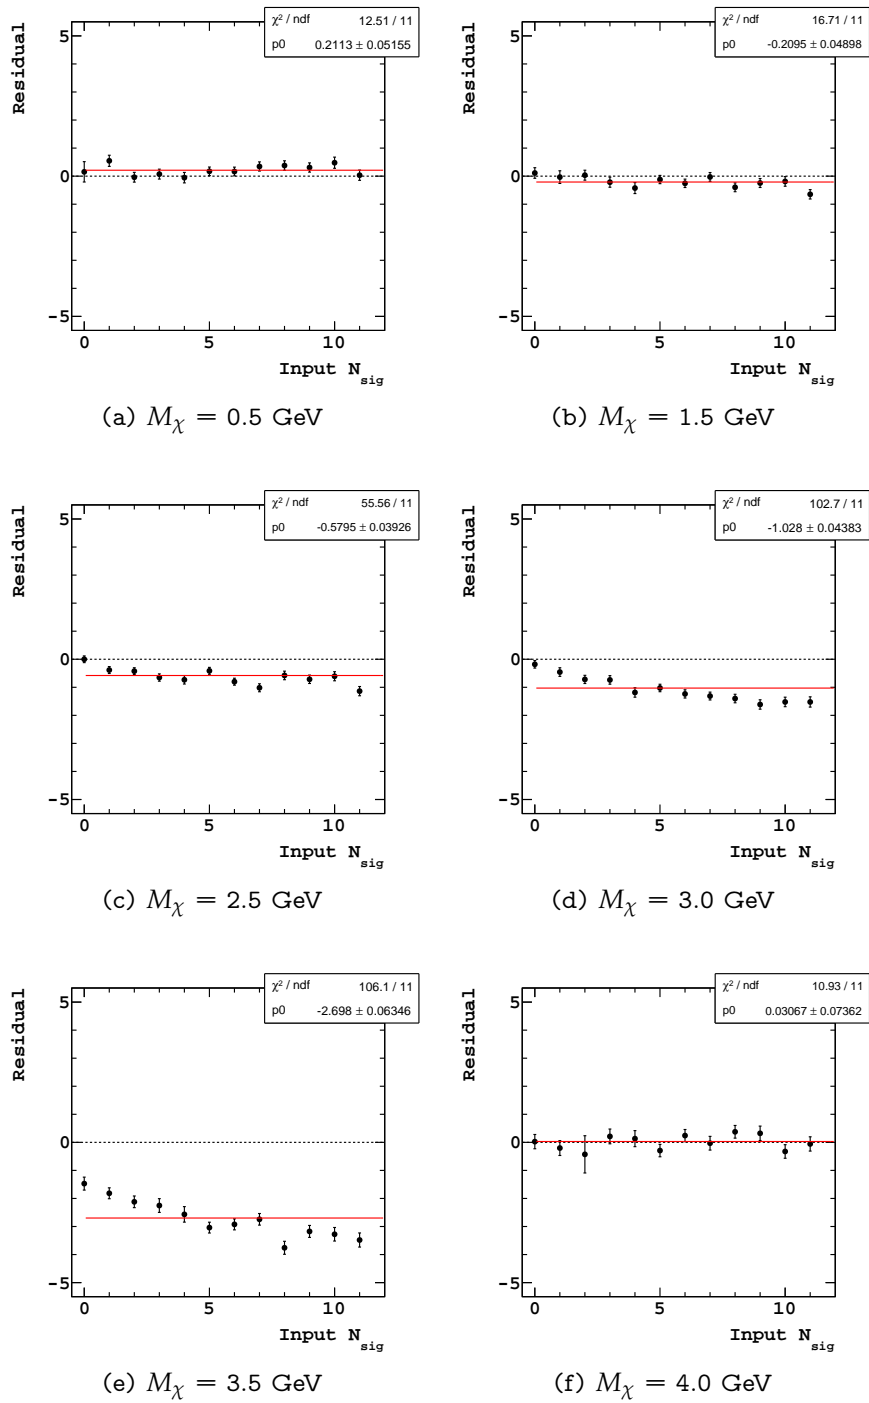 χ² / ndf 12.51 / 11
p0 0.2113 ± 0.05155
Residual
5
0
−5
0 5 10
Input N_sig
(a) M_χ = 0.5 GeV
χ² / ndf 16.71 / 11
p0 -0.2095 ± 0.04898
Residual
5
0
−5
0 5 10
Input N_sig
(b) M_χ = 1.5 GeV
χ² / ndf 55.56 / 11
p0 -0.5795 ± 0.03926
Residual
5
0
−5
0 5 10
Input N_sig
(c) M_χ = 2.5 GeV
χ² / ndf 102.7 / 11
p0 -1.028 ± 0.04383
Residual
5
0
−5
0 5 10
Input N_sig
(d) M_χ = 3.0 GeV
χ² / ndf 106.1 / 11
p0 -2.698 ± 0.06346
Residual
5
0
−5
0 5 10
Input N_sig
(e) M_χ = 3.5 GeV
χ² / ndf 10.93 / 11
p0 0.03067 ± 0.07362
Residual
5
0
−5
0 5 10
Input N_sig
(f) M_χ = 4.0 GeV